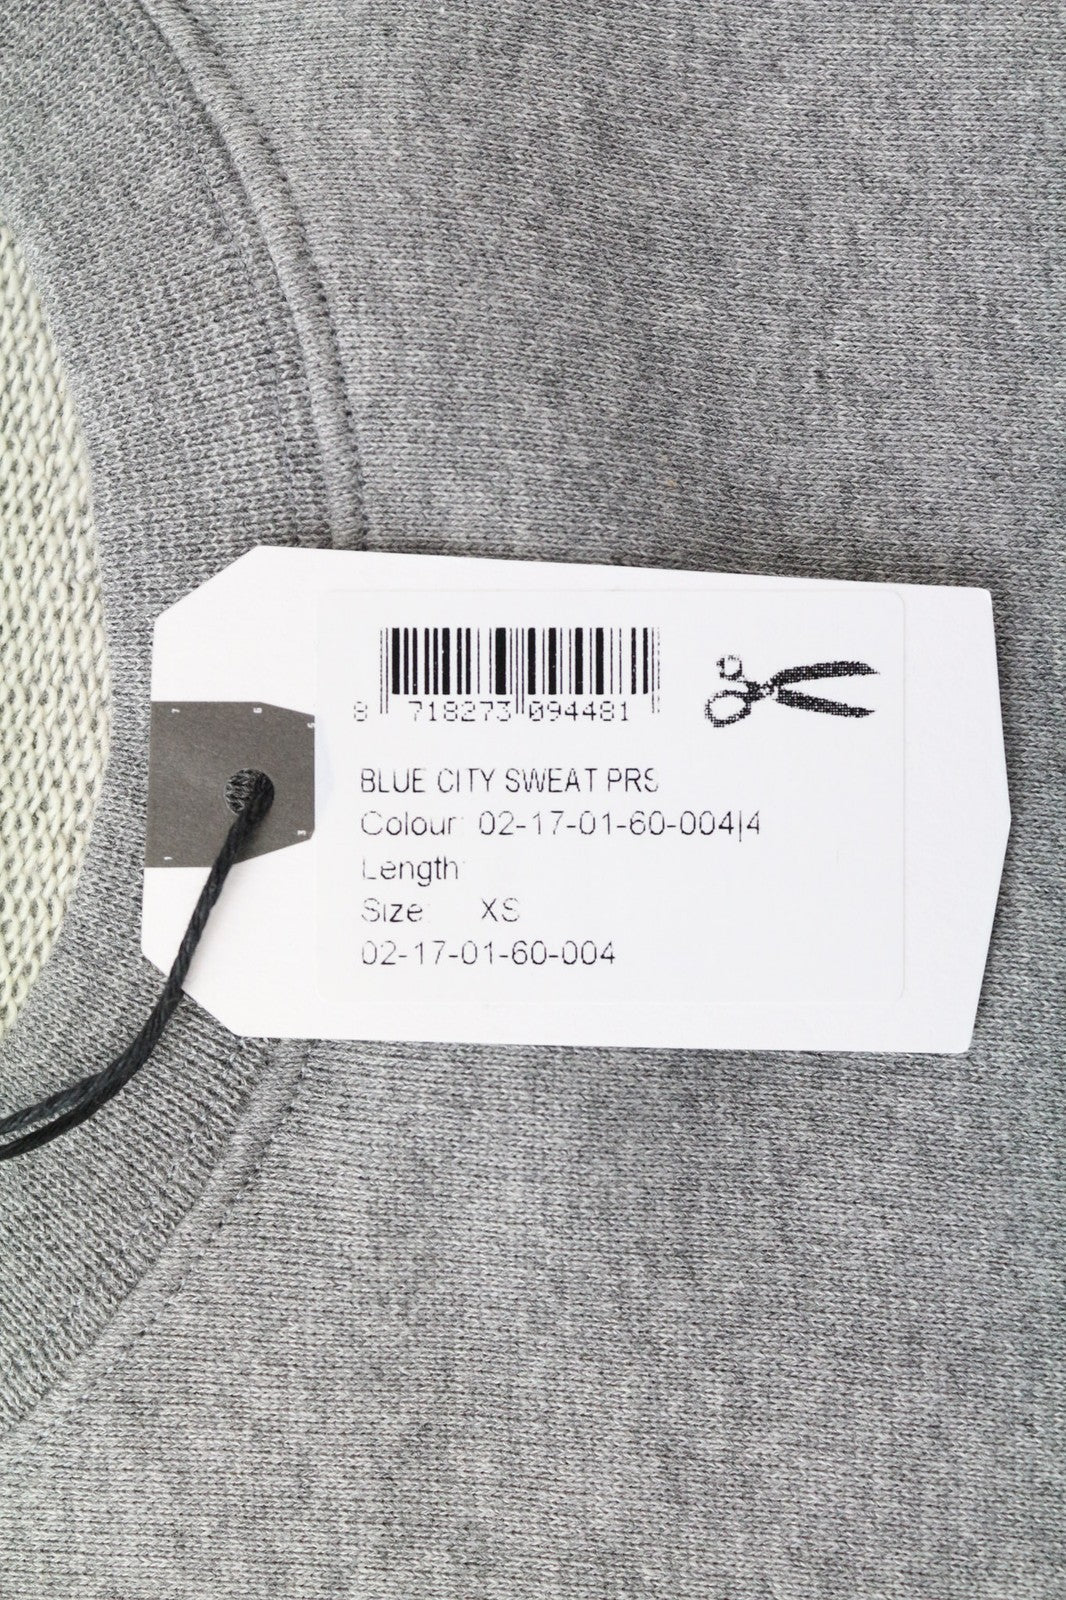 8 718273 094481
BLUE CITY SWEAT PRS
Colour: 02-17-01-60-004|4
Length:
Size: XS
02-17-01-60-004